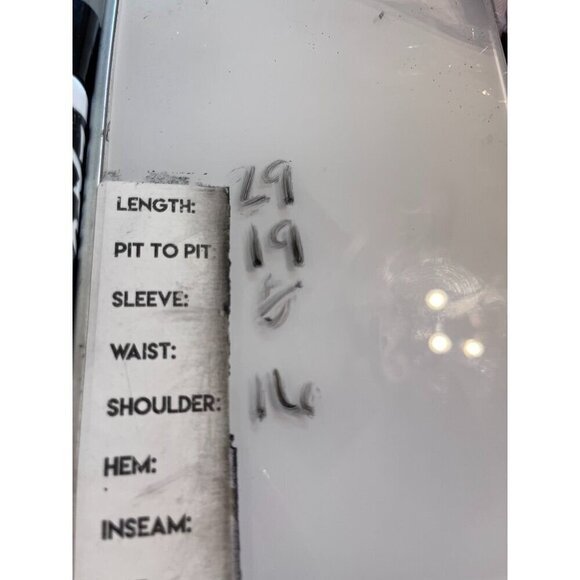 LENGTH: 29
PIT TO PIT 19
SLEEVE:
WAIST:
SHOULDER: 16
HEM:
INSEAM: